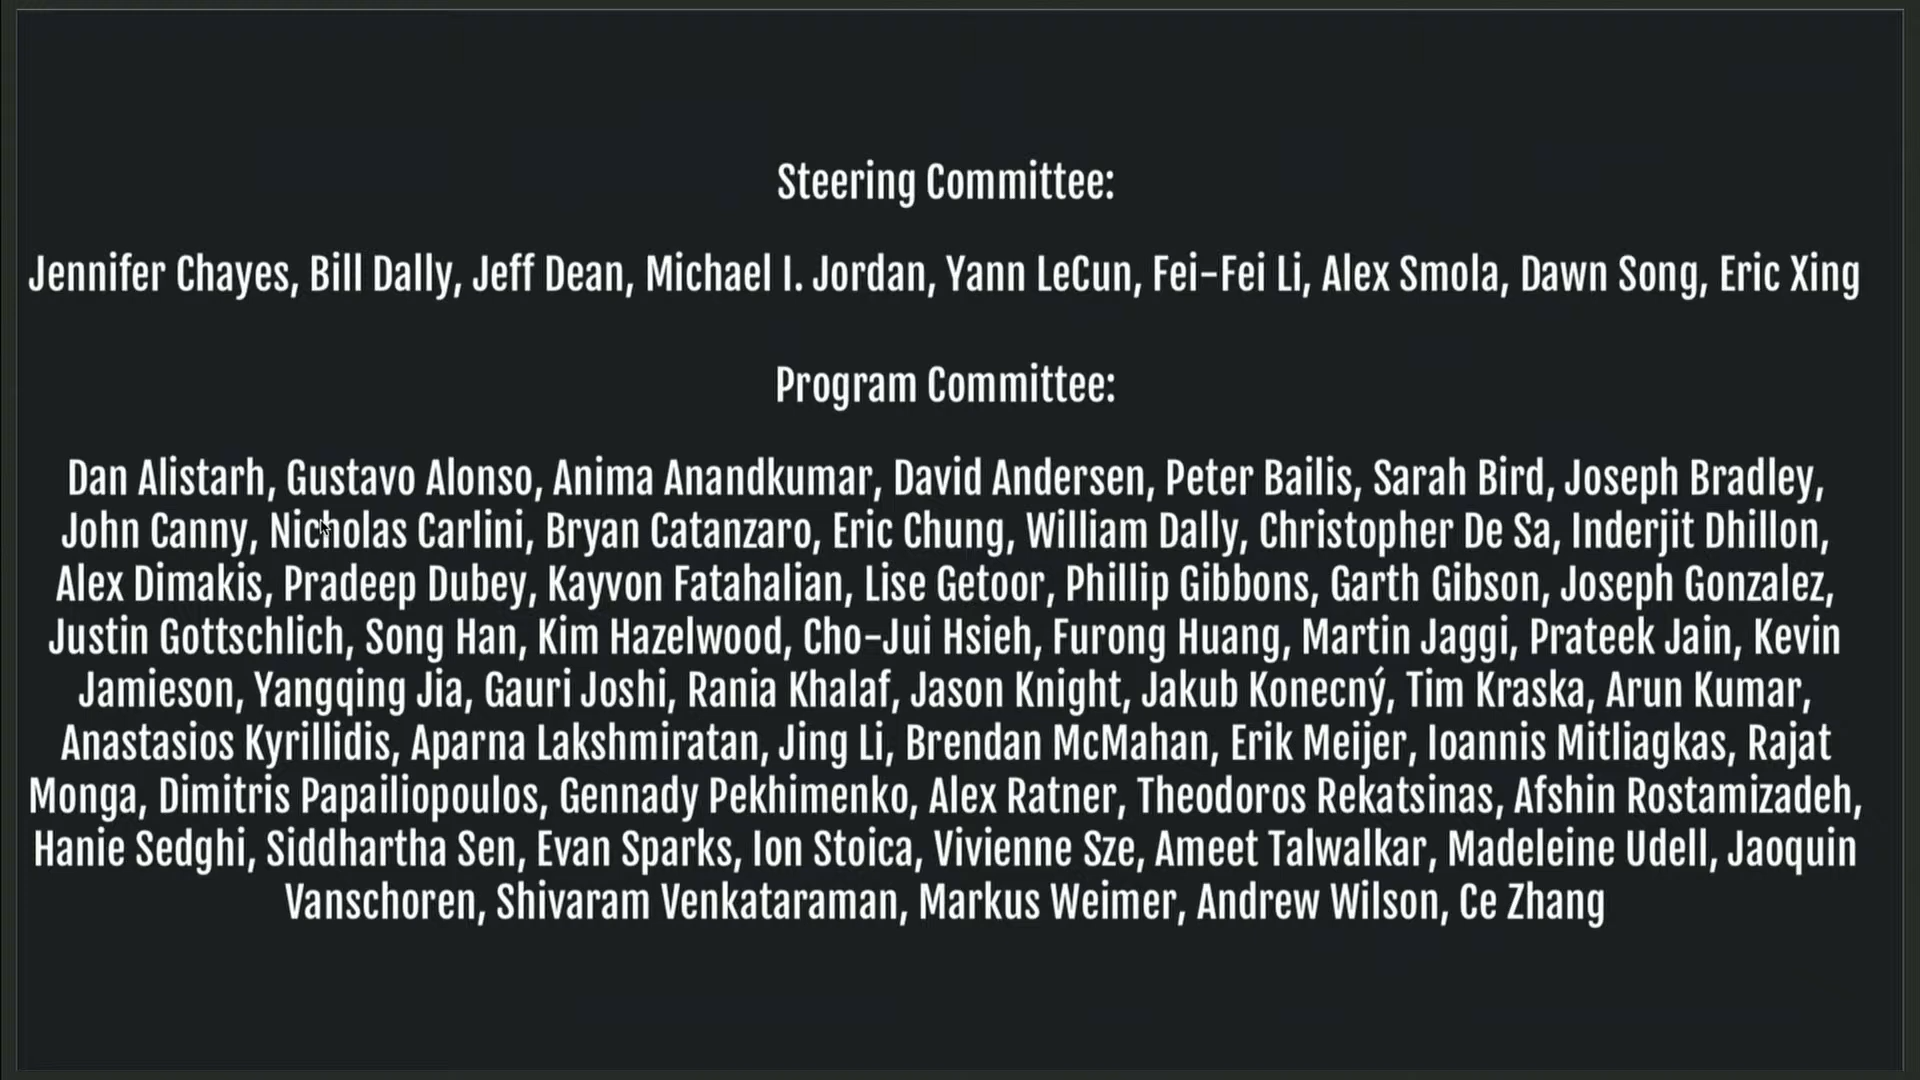 Steering Committee:
Jennifer Chayes, Bill Dally, Jeff Dean, Michael I. Jordan, Yann LeCun, Fei-Fei Li, Alex Smola, Dawn Song, Eric Xing
Program Committee:
Dan Alistarh, Gustavo Alonso, Anima Anandkumar, David Andersen, Peter Bailis, Sarah Bird, Joseph Bradley,
John Canny, Nicholas Carlini, Bryan Catanzaro, Eric Chung, William Dally, Christopher De Sa, Inderjit Dhillon,
Alex Dimakis, Pradeep Dubey, Kayvon Fatahalian, Lise Getoor, Phillip Gibbons, Garth Gibson, Joseph Gonzalez,
Justin Gottschlich, Song Han, Kim Hazelwood, Cho-Jui Hsieh, Furong Huang, Martin Jaggi, Prateek Jain, Kevin
Jamieson, Yangqing Jia, Gauri Joshi, Rania Khalaf, Jason Knight, Jakub Konecný, Tim Kraska, Arun Kumar,
Anastasios Kyrillidis, Aparna Lakshmiratan, Jing Li, Brendan McMahan, Erik Meijer, Ioannis Mitliagkas, Rajat
Monga, Dimitris Papailiopoulos, Gennady Pekhimenko, Alex Ratner, Theodoros Rekatsinas, Afshin Rostamizadeh,
Hanie Sedghi, Siddhartha Sen, Evan Sparks, Ion Stoica, Vivienne Sze, Ameet Talwalkar, Madeleine Udell, Jaoquin
Vanschoren, Shivaram Venkataraman, Markus Weimer, Andrew Wilson, Ce Zhang